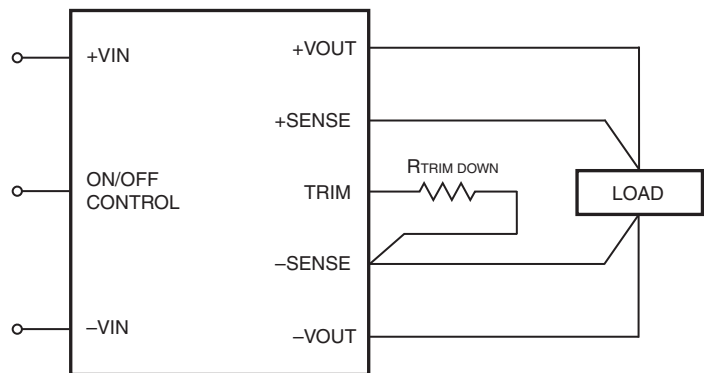 +VIN
ON/OFF
CONTROL
–VIN
+VOUT
+SENSE
TRIM
–SENSE
–VOUT
RTRIM DOWN
LOAD